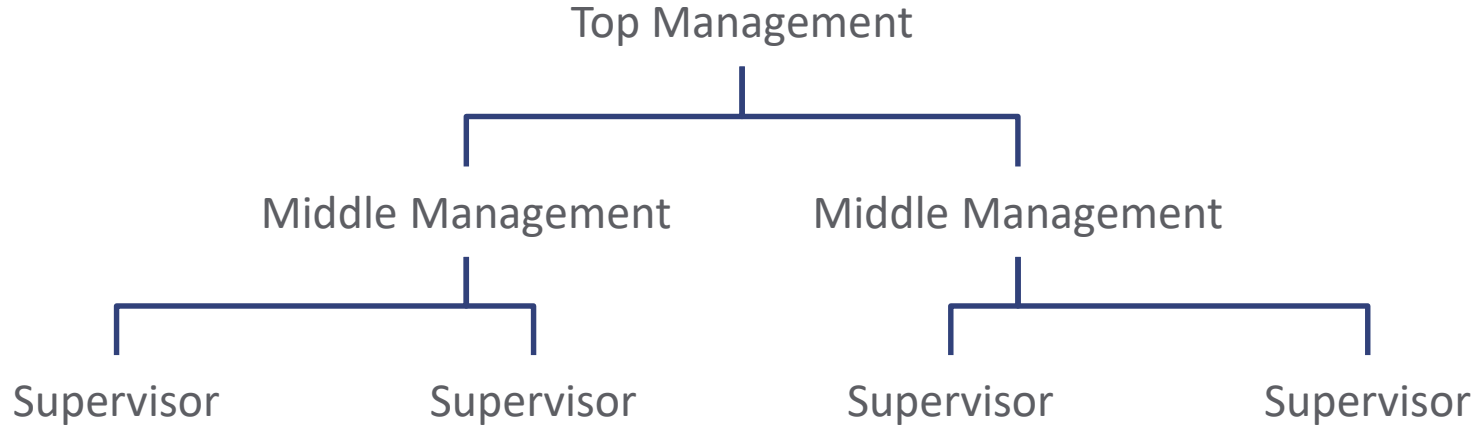 Top Management
Middle Management Middle Management
Supervisor Supervisor Supervisor Supervisor